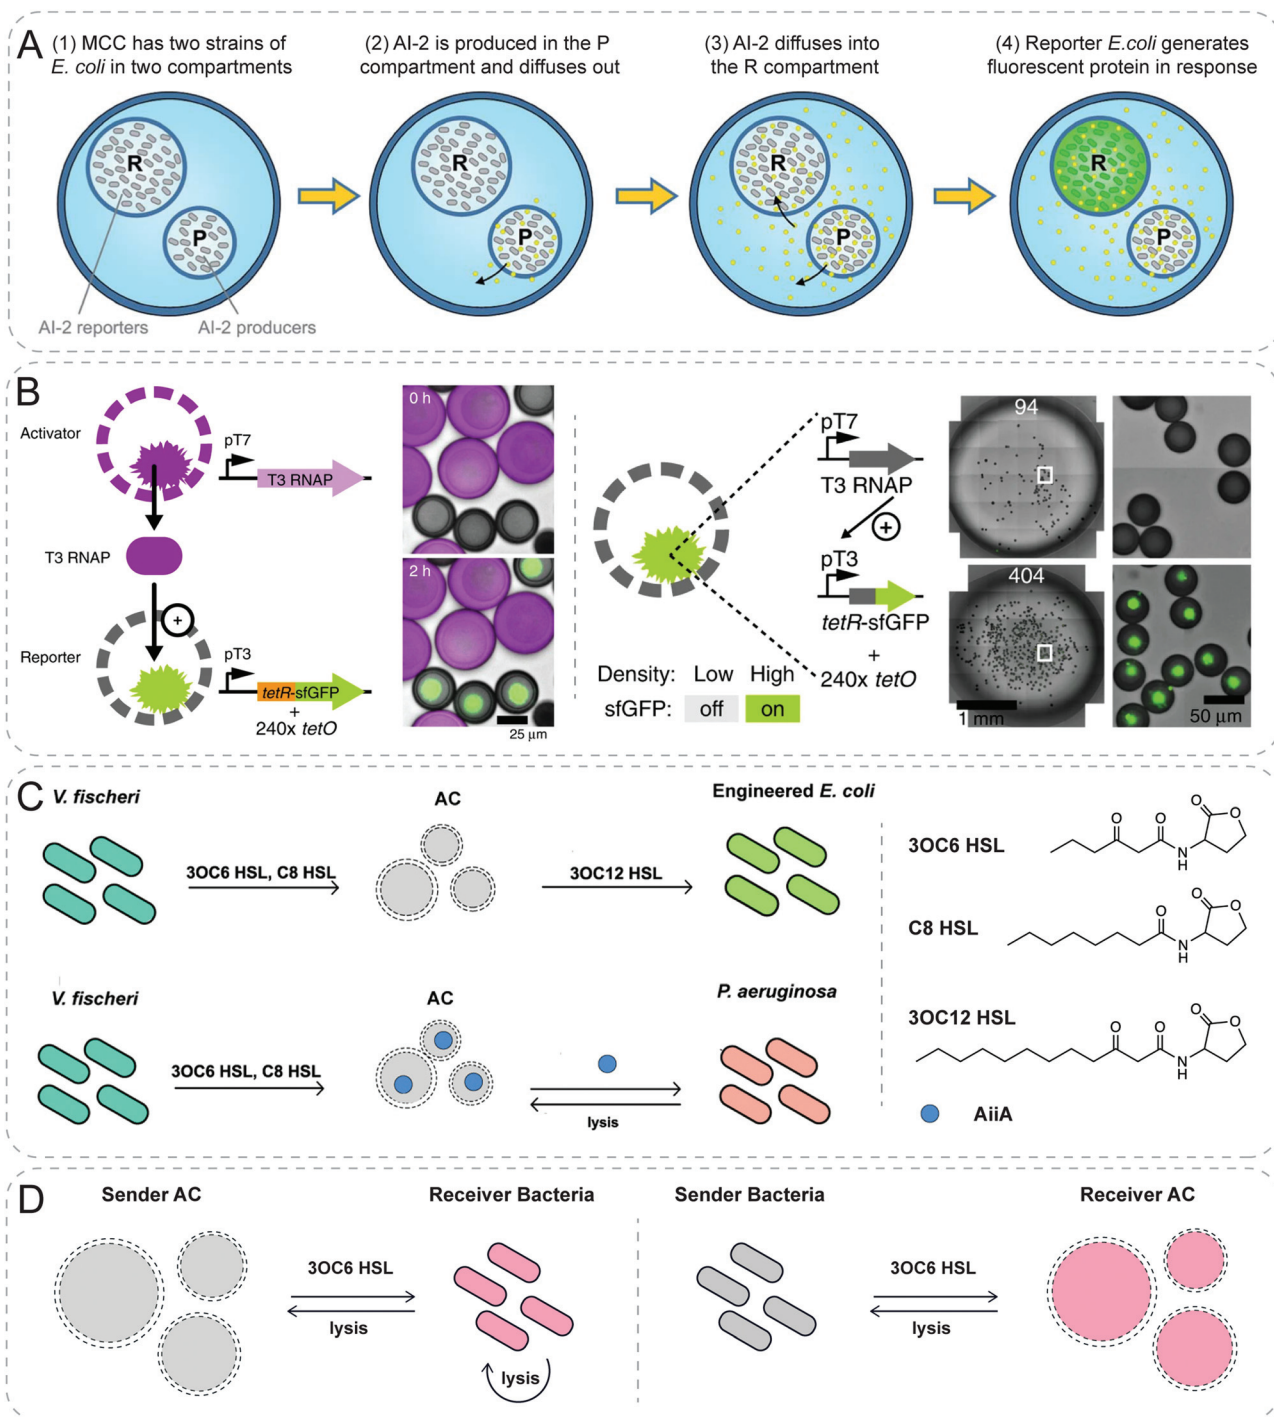 A
(1) MCC has two strains of
E. coli in two compartments
(2) AI-2 is produced in the P
compartment and diffuses out
(3) AI-2 diffuses into
the R compartment
(4) Reporter E.coli generates
fluorescent protein in response
R
P
R
P
R
P
R
P
AI-2 reporters
AI-2 producers
B
Activator
pT7
T3 RNAP
T3 RNAP
Reporter
+
pT3
tetR-sfGFP
+
240x tetO
0 h
2 h
25 µm
pT7
T3 RNAP
+
pT3
tetR-sfGFP
+
240x tetO
Density: Low High
sfGFP: off on
94
404
1 mm
50 µm
C
V. fischeri
3OC6 HSL, C8 HSL
AC
3OC12 HSL
Engineered E. coli
V. fischeri
3OC6 HSL, C8 HSL
AC
lysis
P. aeruginosa
3OC6 HSL
O
O
O
O
N
H
C8 HSL
O
O
O
N
H
3OC12 HSL
O
O
O
O
N
H
AiiA
D
Sender AC
3OC6 HSL
lysis
Receiver Bacteria
lysis
Sender Bacteria
3OC6 HSL
lysis
Receiver AC